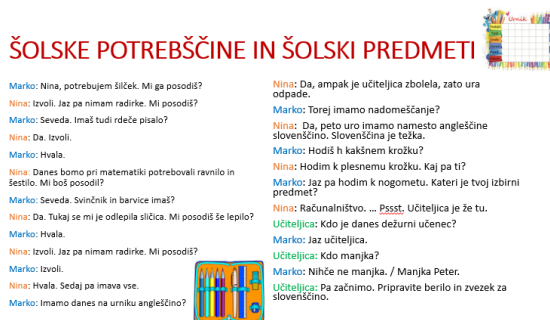 Urnik
ŠOLSKE POTREBŠČINE IN ŠOLSKI PREDMETI
Marko: Nina, potrebujem šilček. Mi ga posodiš?
Nina: Izvoli. Jaz pa nimam radirke. Mi posodiš?
Marko: Seveda. Imaš tudi rdeče pisalo?
Nina: Da. Izvoli.
Marko: Hvala.
Nina: Danes bomo pri matematiki potrebovali ravnilo in
šestilo. Mi boš posodil?
Marko: Seveda. Svinčnik in barvice imaš?
Nina: Da. Tukaj se mi je odlepila sličica. Mi posodiš še lepilo?
Marko: Hvala.
Nina: Izvoli. Jaz pa nimam radirke. Mi posodiš?
Marko: Izvoli.
Nina: Hvala. Sedaj pa imava vse.
Marko: Imamo danes na urniku angleščino?
Nina: Da, ampak je učiteljica zbolela, zato ura
odpade.
Marko: Torej imamo nadomeščanje?
Nina: Da, peto uro imamo namesto angleščine
slovenščino. Slovenščina je težka.
Marko: Hodiš h kakšnem krožku?
Nina: Hodim k plesnemu krožku. Kaj pa ti?
Marko: Jaz pa hodim k nogometu. Kateri je tvoj izbirni
predmet?
Nina: Računalništvo. ... Pssst. Učiteljica je že tu.
Učiteljica: Kdo je danes dežurni učenec?
Marko: Jaz učiteljica.
Učiteljica: Kdo manjka?
Marko: Nihče ne manjka. / Manjka Peter.
Učiteljica: Pa začnimo. Pripravite berilo in zvezek za
slovenščino.